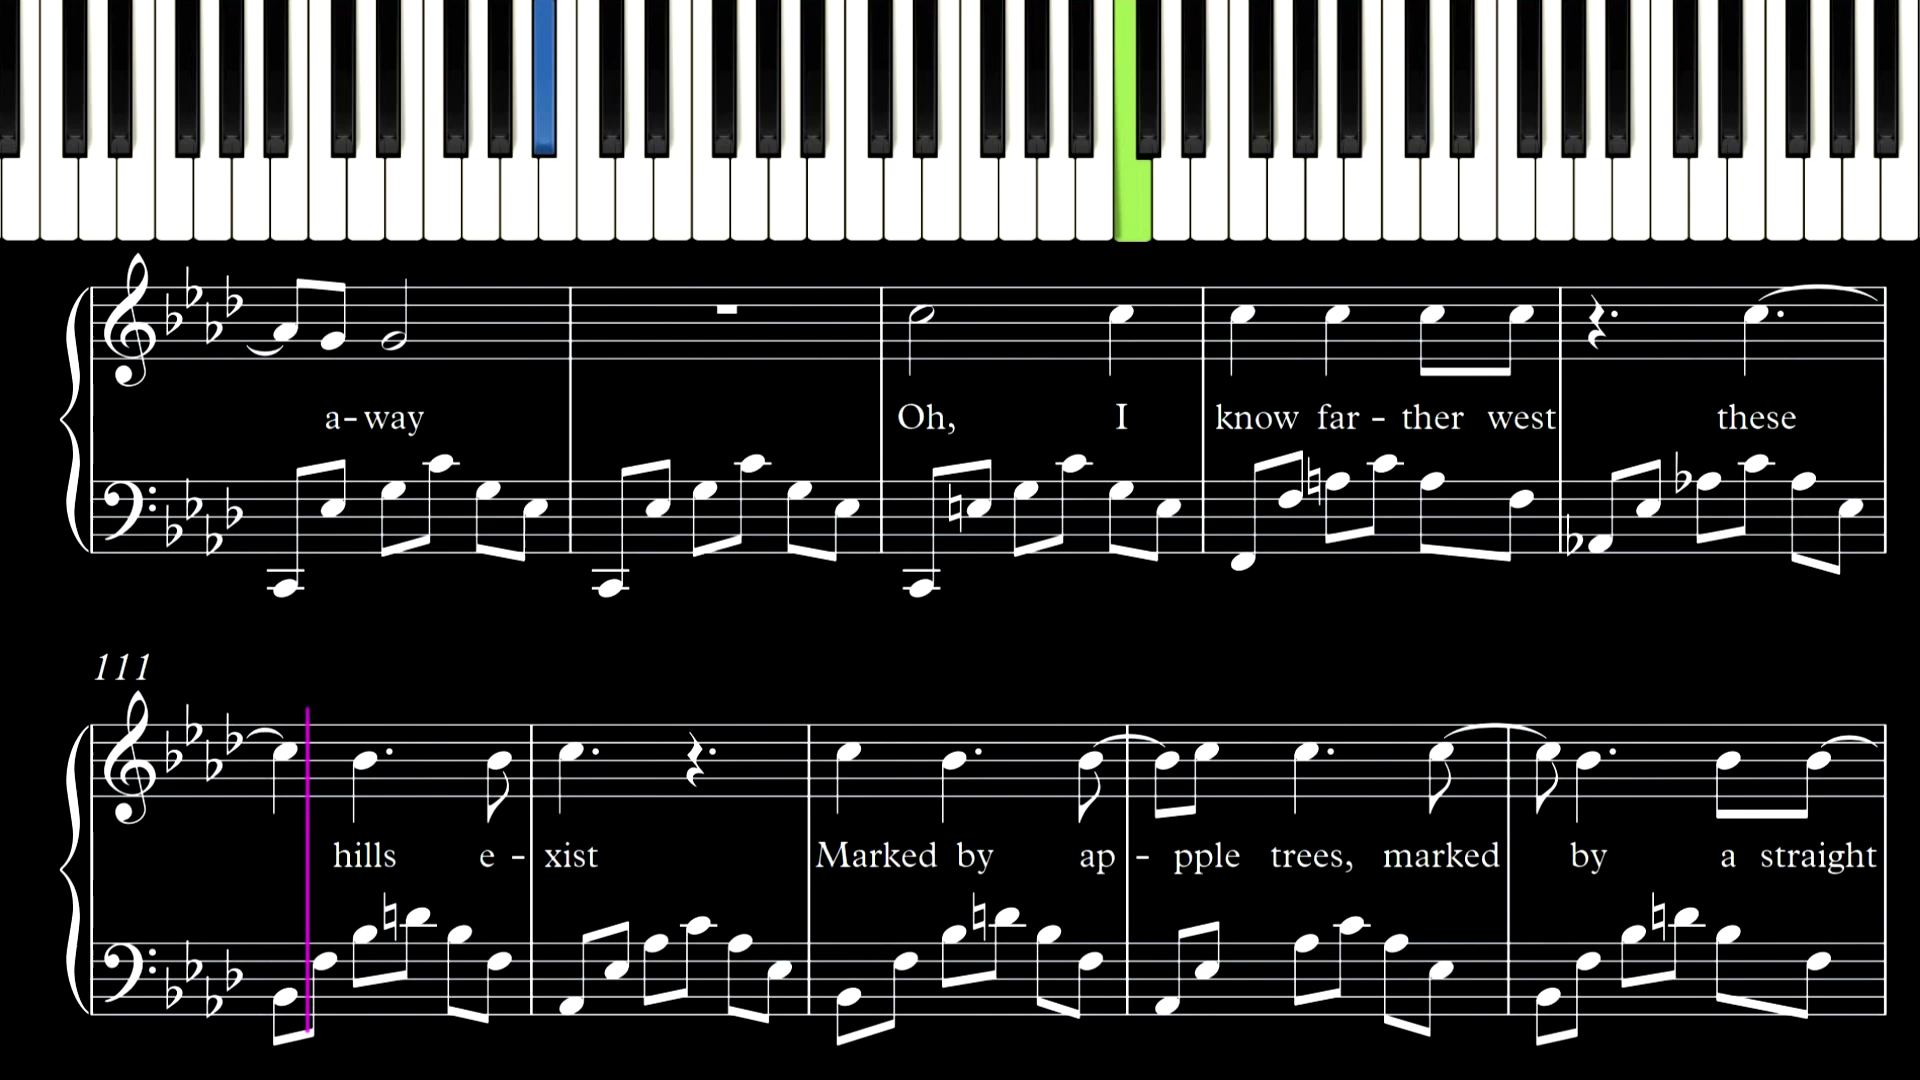 a-way Oh, I know far - ther west these
111
hills e - xist Marked by ap - pple trees, marked by a straight